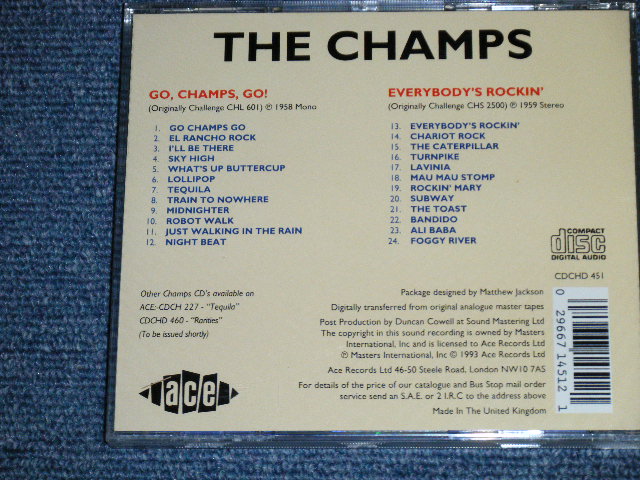 THE CHAMPS
GO, CHAMPS, GO!
(Originally Challenge CHL 601) ℗ 1958 Mono
1. GO CHAMPS GO
2. EL RANCHO ROCK
3. I'LL BE THERE
4. SKY HIGH
5. WHAT'S UP BUTTERCUP
6. LOLLIPOP
7. TEQUILA
8. TRAIN TO NOWHERE
9. MIDNIGHTER
10. ROBOT WALK
11. JUST WALKING IN THE RAIN
12. NIGHT BEAT
EVERYBODY'S ROCKIN'
(Originally Challenge CHS 2500) ℗ 1959 Stereo
13. EVERYBODY'S ROCKIN'
14. CHARIOT ROCK
15. THE CATERPILLAR
16. TURNPIKE
17. LAVINIA
18. MAU MAU STOMP
19. ROCKIN' MARY
20. SUBWAY
21. THE TOAST
22. BANDIDO
23. ALI BABA
24. FOGGY RIVER
COMPACT
disc
DIGITAL AUDIO
CDCHD 451
Other Champs CD's available on
ACE:-CDCH 227 - "Tequila"
CDCHD 460 - "Rarities"
(To be issued shortly)
ace
Package designed by Matthew Jackson
Digitally transferred from original analogue master tapes
Post Production by Duncan Cowell at Sound Mastering Ltd
The copyright in this sound recording is owned by Masters
International, Inc and is licensed to Ace Records Ltd
℗ Masters International, Inc © 1993 Ace Records Ltd
Ace Records Ltd 46-50 Steele Road, London NW10 7AS
For details of the price of our catalogue and Bus Stop mail order
service send an S.A.E. or 2 I.R.C to the address above
Made In The United Kingdom
0 29667 14512 1